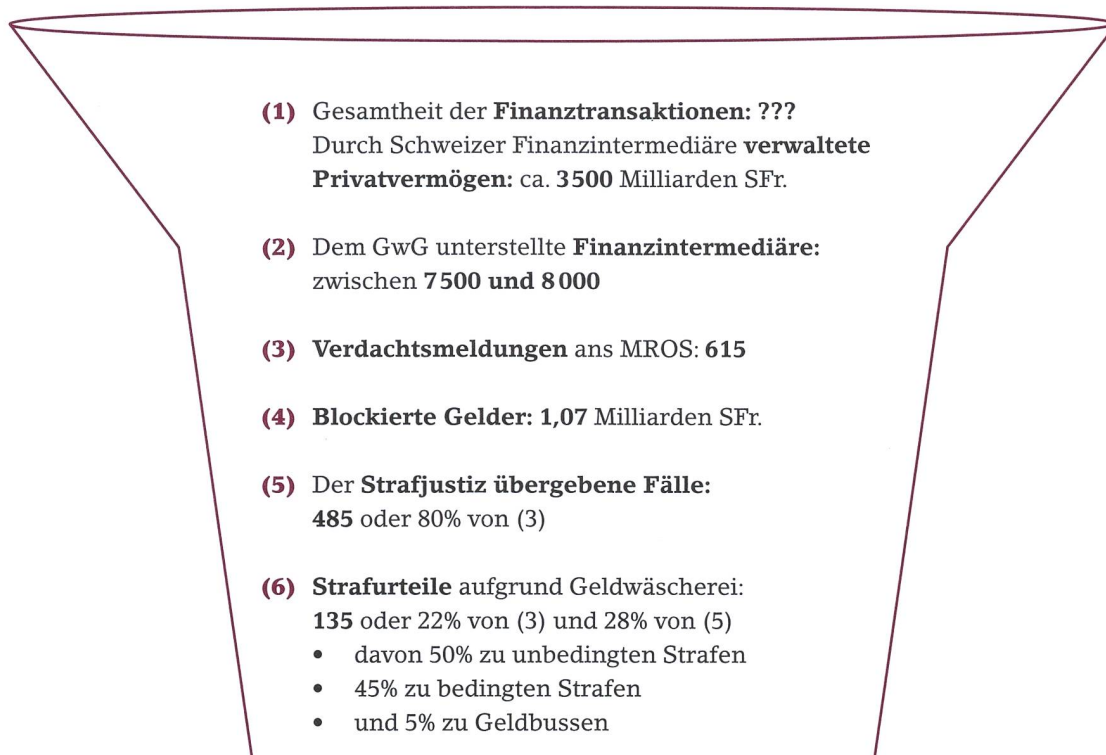 (1) Gesamtheit der Finanztransaktionen: ???
Durch Schweizer Finanzintermediäre verwaltete
Privatvermögen: ca. 3500 Milliarden SFr.
(2) Dem GwG unterstellte Finanzintermediäre:
zwischen 7500 und 8000
(3) Verdachtsmeldungen ans MROS: 615
(4) Blockierte Gelder: 1,07 Milliarden SFr.
(5) Der Strafjustiz übergebene Fälle:
485 oder 80% von (3)
(6) Strafurteile aufgrund Geldwäscherei:
135 oder 22% von (3) und 28% von (5)
• davon 50% zu unbedingten Strafen
• 45% zu bedingten Strafen
• und 5% zu Geldbussen